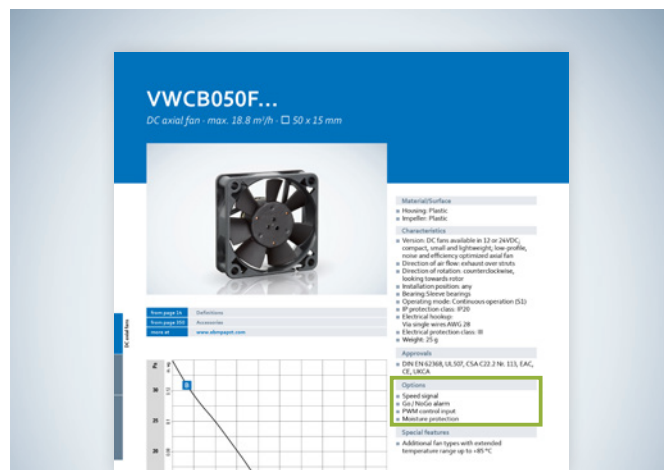 VWCB050F...
DC axial fan - max. 18.8 m³/h - □ 50 x 15 mm
Material/Surface
Housing: Plastic
Impeller: Plastic
Characteristics
Version: DC fans available in 12 or 24VDC,
compact, small and lightweight, low-profile,
noise and efficiency optimized axial fan
Direction of air flow: exhaust over struts
Direction of rotation: counterclockwise,
looking towards rotor
Installation position: any
Bearing: Sleeve bearings
Operating mode: Continuous operation (S1)
IP protection class: IP20
Electrical hookup:
Via single wires AWG 28
Electrical protection class: III
Weight: 25 g
Approvals
DIN EN 62368, UL 507, CSA C22.2 Nr. 113, EAC,
CE, UKCA
Options
Speed signal
Go / NoGo alarm
PWM control input
Moisture protection
Special features
Additional fan types with extended
temperature range up to +85 °C
from page 14 Definitions
from page Accessories
more at www.ebmpapst.com
DC axial fans
Pa
30
25
20